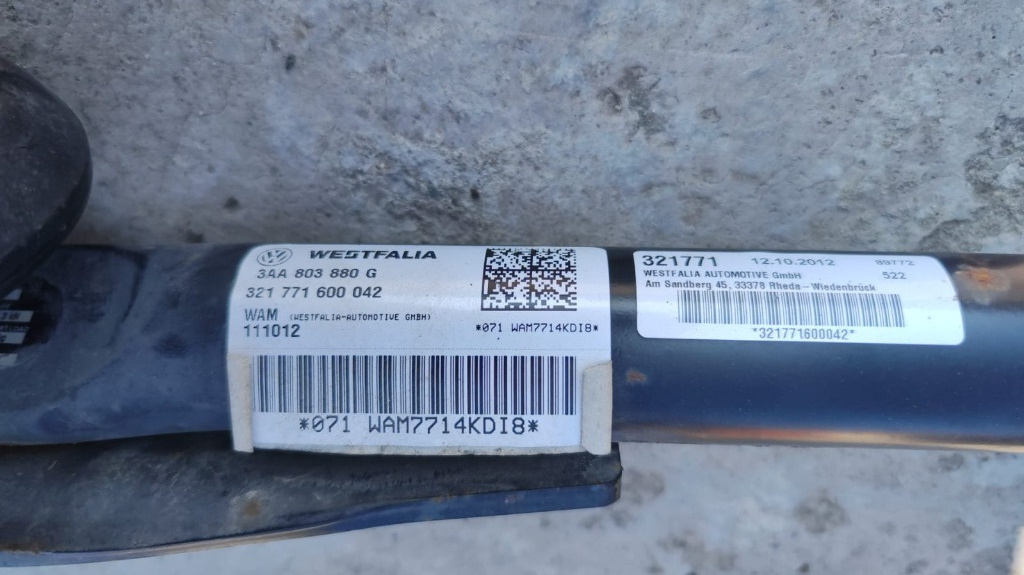 WESTFALIA
3AA 803 880 G
321 771 600 042
WAM (WESTFALIA-AUTOMOTIVE GMBH)
111012
*071 WAM7714KDI8*
*071 WAM7714KDI8*
321771 12.10.2012 89772
WESTFALIA AUTOMOTIVE GmbH 522
Am Sandberg 45, 33378 Rheda-Wiedenbrück
*321771600042*